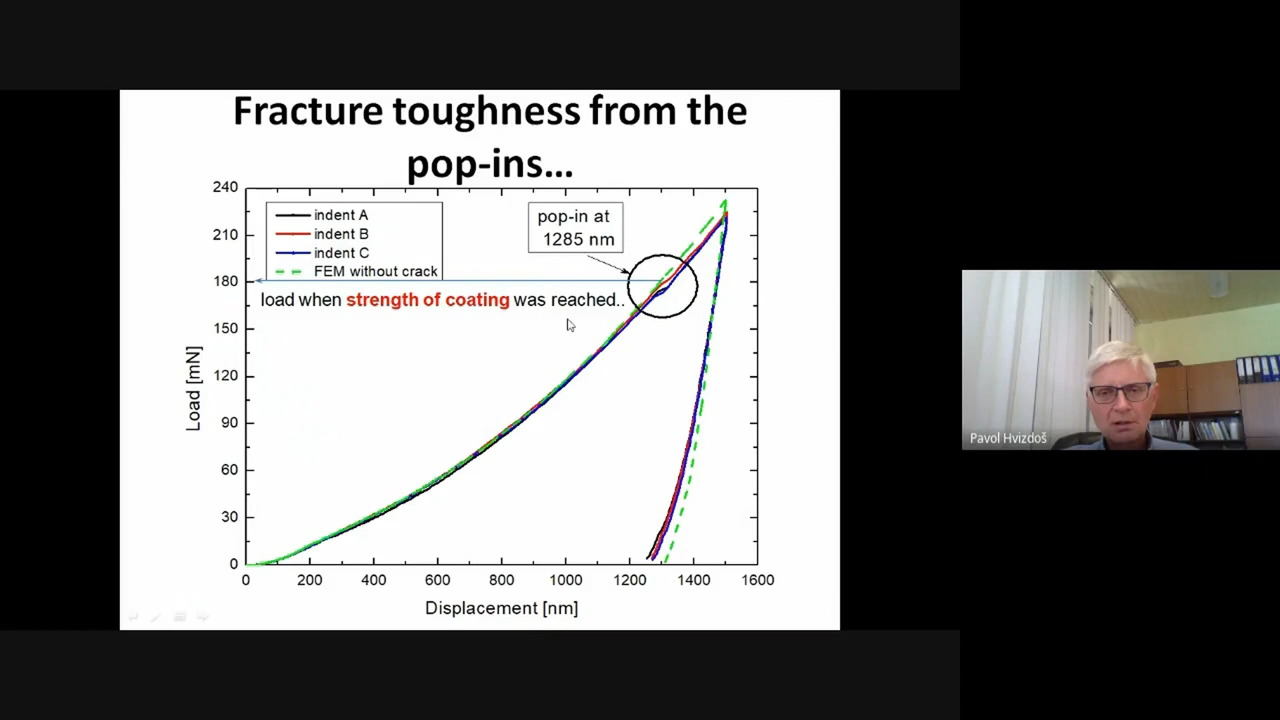 Fracture toughness from the
pop-ins...
240
210
180
150
120
90
60
30
0
Load [mN]
indent A
indent B
indent C
FEM without crack
pop-in at
1285 nm
load when strength of coating was reached..
0 200 400 600 800 1000 1200 1400 1600
Displacement [nm]
Pavol Hvizdoš